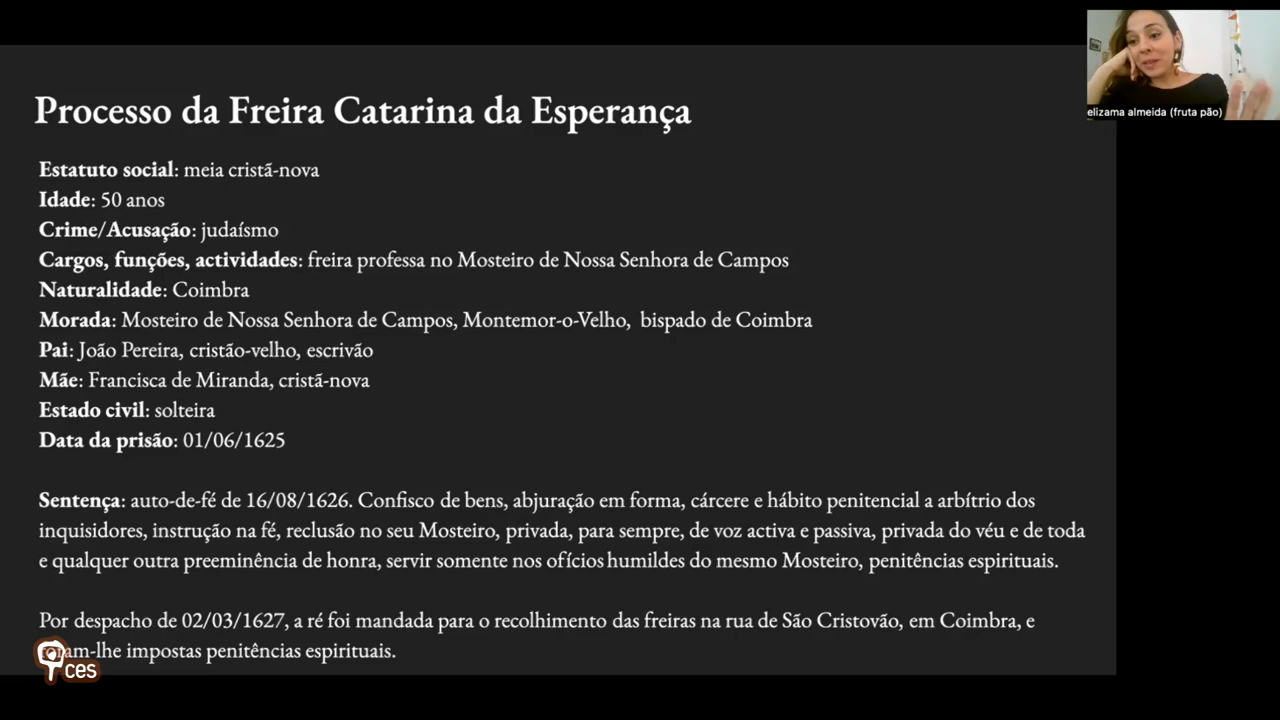 Processo da Freira Catarina da Esperança
elizama almeida (fruta pão)
Estatuto social: meia cristã-nova
Idade: 50 anos
Crime/Acusação: judaísmo
Cargos, funções, actividades: freira professa no Mosteiro de Nossa Senhora de Campos
Naturalidade: Coimbra
Morada: Mosteiro de Nossa Senhora de Campos, Montemor-o-Velho, bispado de Coimbra
Pai: João Pereira, cristão-velho, escrivão
Mãe: Francisca de Miranda, cristã-nova
Estado civil: solteira
Data da prisão: 01/06/1625
Sentença: auto-de-fé de 16/08/1626. Confisco de bens, abjuração em forma, cárcere e hábito penitencial a arbítrio dos
inquisidores, instrução na fé, reclusão no seu Mosteiro, privada, para sempre, de voz activa e passiva, privada do véu e de toda
e qualquer outra preeminência de honra, servir somente nos ofícios humildes do mesmo Mosteiro, penitências espirituais.
Por despacho de 02/03/1627, a ré foi mandada para o recolhimento das freiras na rua de São Cristovão, em Coimbra, e
foram-lhe impostas penitências espirituais.
ces